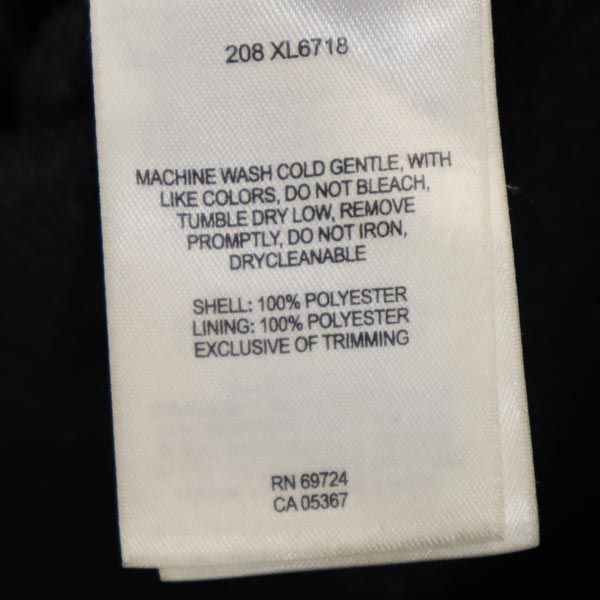 208 XL6718
MACHINE WASH COLD GENTLE, WITH
LIKE COLORS, DO NOT BLEACH,
TUMBLE DRY LOW, REMOVE
PROMPTLY, DO NOT IRON,
DRYCLEANABLE
SHELL: 100% POLYESTER
LINING: 100% POLYESTER
EXCLUSIVE OF TRIMMING
RN 69724
CA 05367